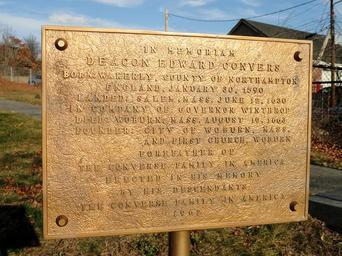 IN MEMORIAM
DEACON EDWARD CONVERS
BORN: WAKERLY, COUNTY OF NORTHAMPTON
ENGLAND, JANUARY 30, 1590
LANDED: SALEM, MASS. JUNE 12, 1630
IN COMPANY OF GOVERNOR WINTHROP
DIED: WOBURN, MASS. AUGUST 10, 1663
FOUNDER: CITY OF WOBURN, MASS.
AND FIRST CHURCH, WOBURN
FOREFATHER OF
THE CONVERSE FAMILY IN AMERICA
ERECTED IN HIS MEMORY
BY HIS DESCENDANTS
THE CONVERSE FAMILY IN AMERICA